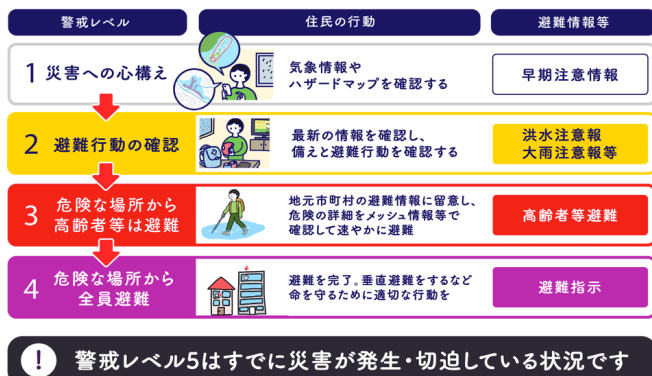 警戒レベル
住民の行動
避難情報等
1 災害への心構え
気象情報や
ハザードマップを確認する
早期注意情報
2 避難行動の確認
最新の情報を確認し、
備えと避難行動を確認する
洪水注意報
大雨注意報等
3 危険な場所から
高齢者等は避難
地元市町村の避難情報に留意し、
危険の詳細をメッシュ情報等で
確認して速やかに避難
高齢者等避難
4 危険な場所から
全員避難
避難を完了。垂直避難をするなど
命を守るために適切な行動を
避難指示
! 警戒レベル5はすでに災害が発生・切迫している状況です